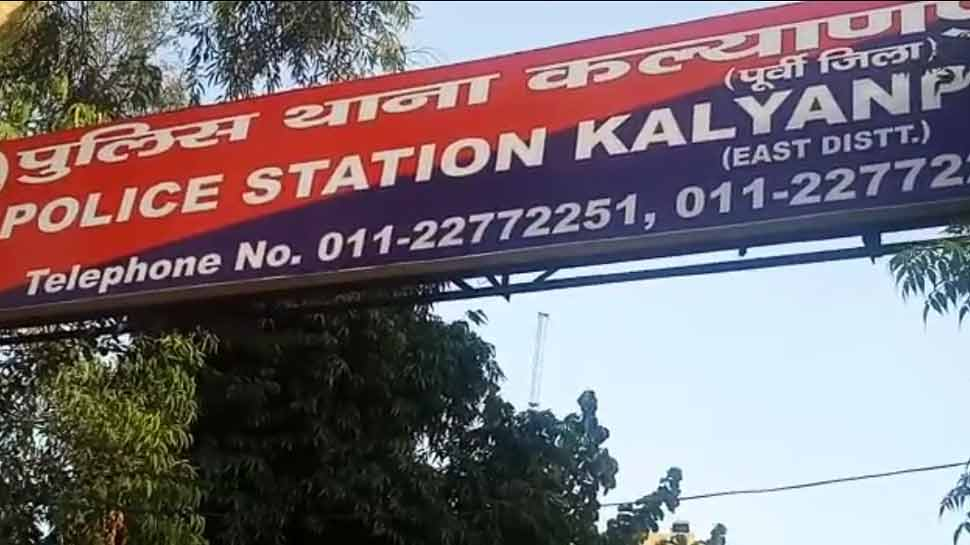 पुलिस थाना
(पूर्वी जिला)
POLICE STATION
(EAST DISTT.)
Telephone No. 011-22772251,